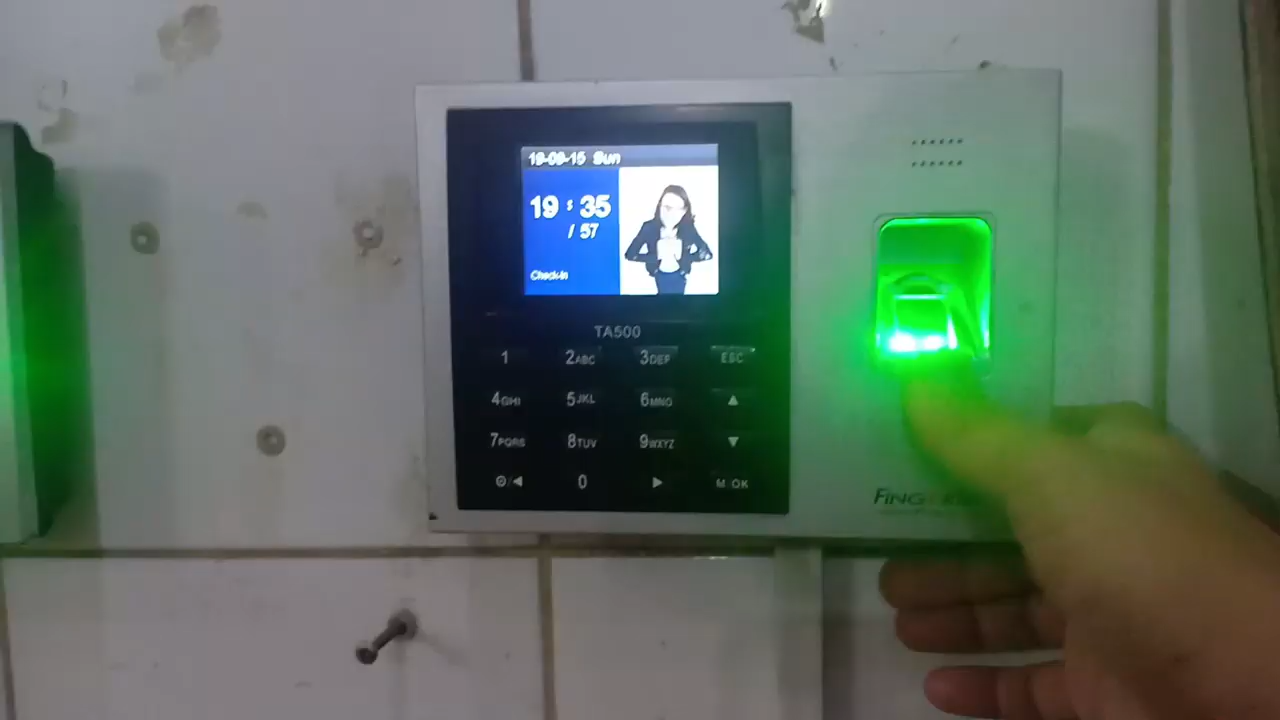 19-09-15 Sun
19 : 35
/ 57
Check-In
TA500
1 2ABC 3DEF ESC
4GHI 5JKL 6MNO ▲
7PQRS 8TUV 9WXYZ ▼
/◀ 0 ▶ M/OK